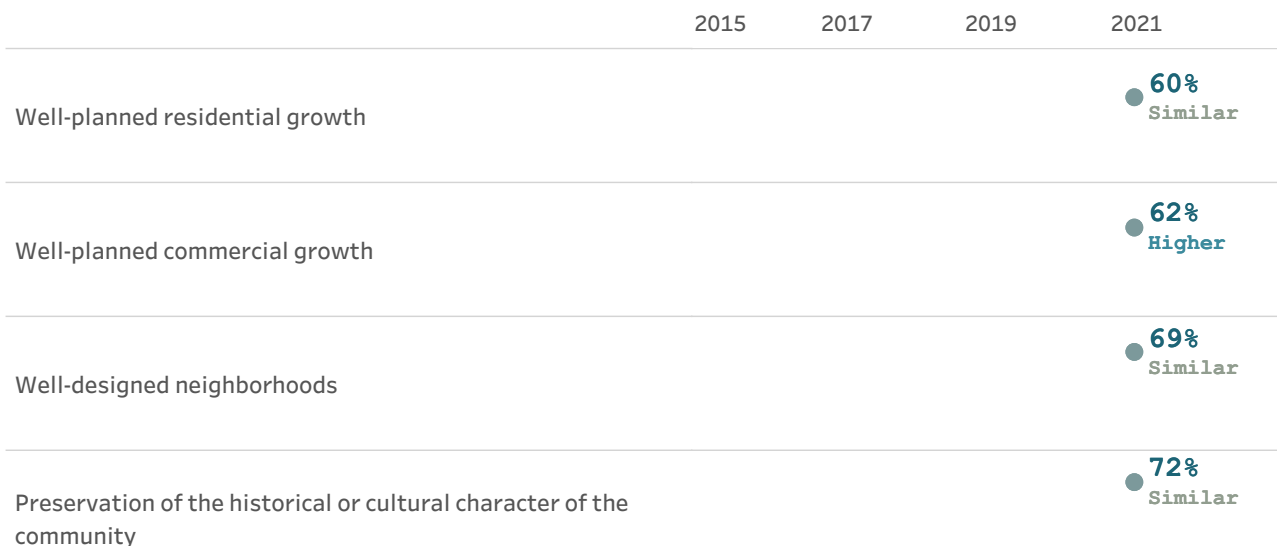 2015 2017 2019 2021
60%
Well-planned residential growth
Similar
62%
Well-planned commercial growth
Higher
69%
Well-designed neighborhoods
Similar
72%
Preservation of the historical or cultural character of the
community
Similar